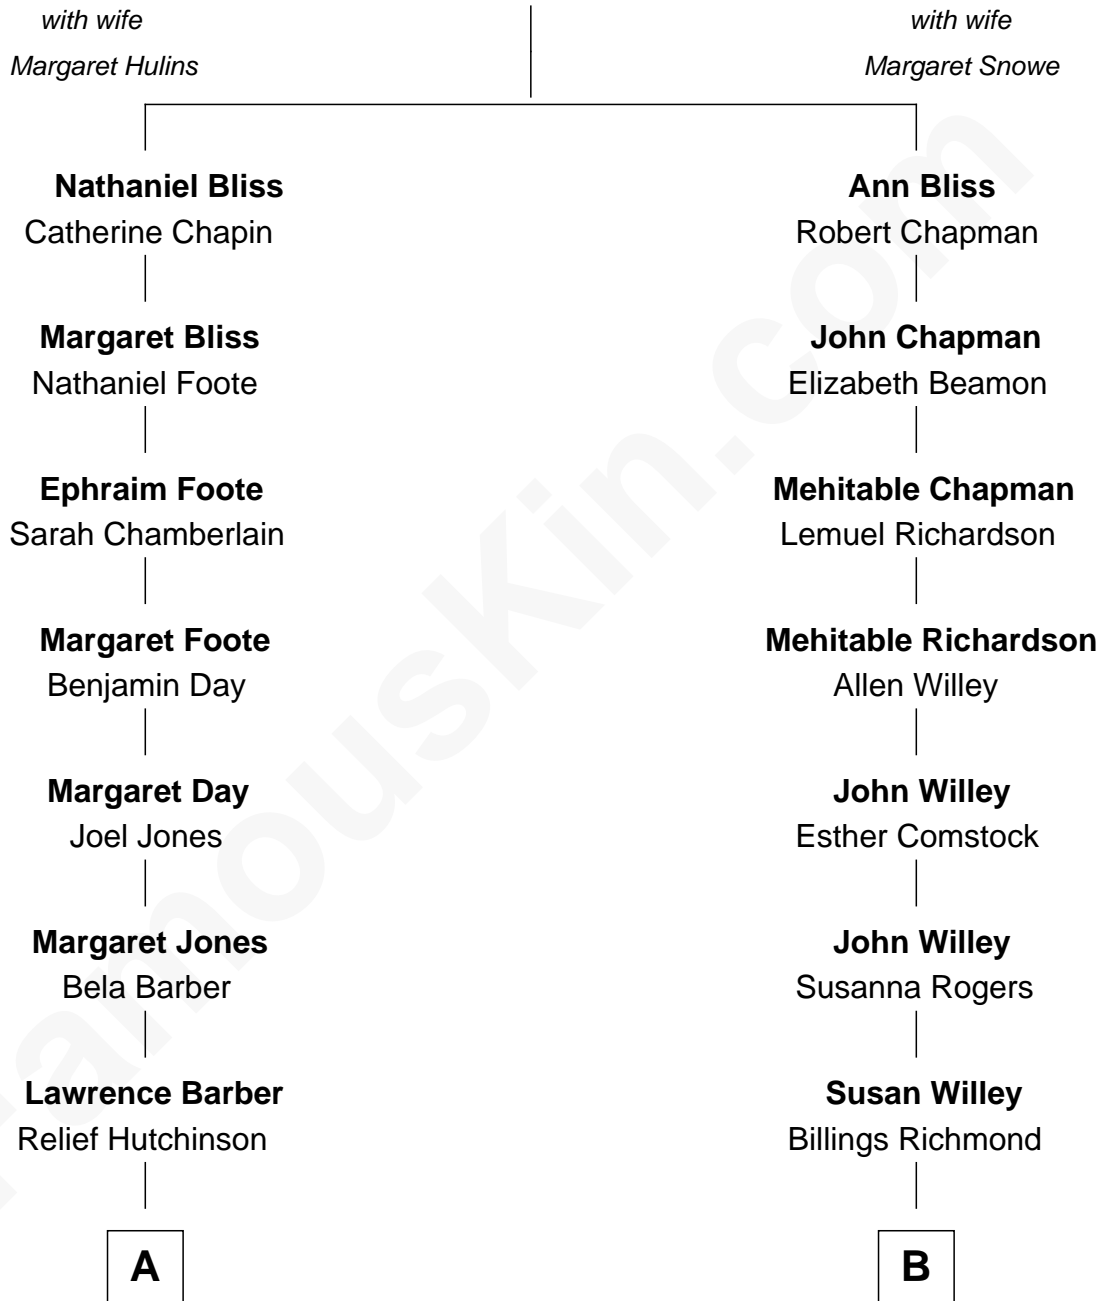 with wife
Margaret Hulins
with wife
Margaret Snowe
Nathaniel Bliss
Catherine Chapin
Ann Bliss
Robert Chapman
Margaret Bliss
Nathaniel Foote
John Chapman
Elizabeth Beamon
Ephraim Foote
Sarah Chamberlain
Mehitable Chapman
Lemuel Richardson
Margaret Foote
Benjamin Day
Mehitable Richardson
Allen Willey
Margaret Day
Joel Jones
John Willey
Esther Comstock
Margaret Jones
Bela Barber
John Willey
Susanna Rogers
Lawrence Barber
Relief Hutchinson
Susan Willey
Billings Richmond
A
B
FamousKin.com